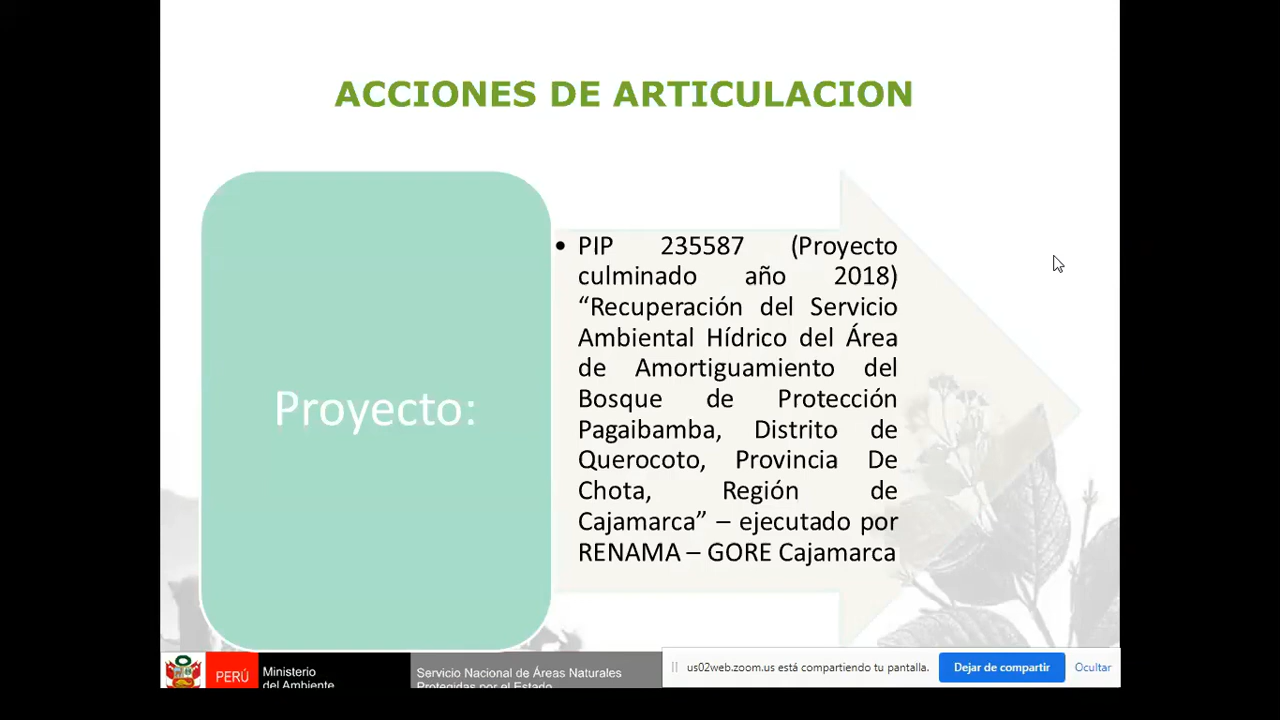 ACCIONES DE ARTICULACION
Proyecto:
• PIP 235587 (Proyecto
culminado año 2018)
“Recuperación del Servicio
Ambiental Hídrico del Área
de Amortiguamiento del
Bosque de Protección
Pagaibamba, Distrito de
Querocoto, Provincia De
Chota, Región de
Cajamarca” – ejecutado por
RENAMA – GORE Cajamarca
PERÚ
Ministerio
del Ambiente
Servicio Nacional de Áreas Naturales
Protegidas por el Estado
us02web.zoom.us está compartiendo tu pantalla.
Dejar de compartir
Ocultar